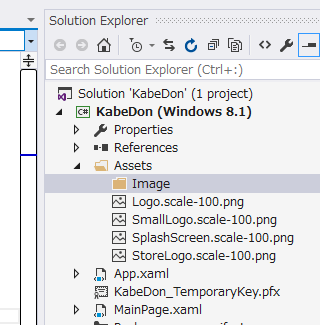 Solution Explorer
Search Solution Explorer (Ctrl+:)
Solution 'KabeDon' (1 project)
C# KabeDon (Windows 8.1)
Properties
References
Assets
Image
Logo.scale-100.png
SmallLogo.scale-100.png
SplashScreen.scale-100.png
StoreLogo.scale-100.png
App.xaml
KabeDon_TemporaryKey.pfx
MainPage.xaml